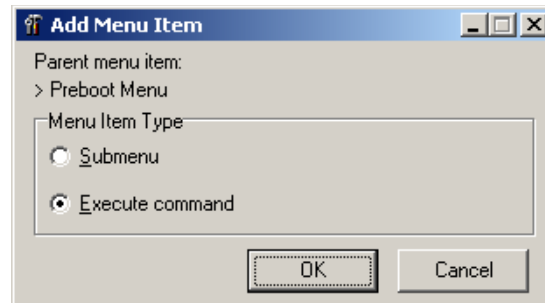 Add Menu Item
Parent menu item:
> Preboot Menu
Menu Item Type
Submenu
Execute command
OK Cancel